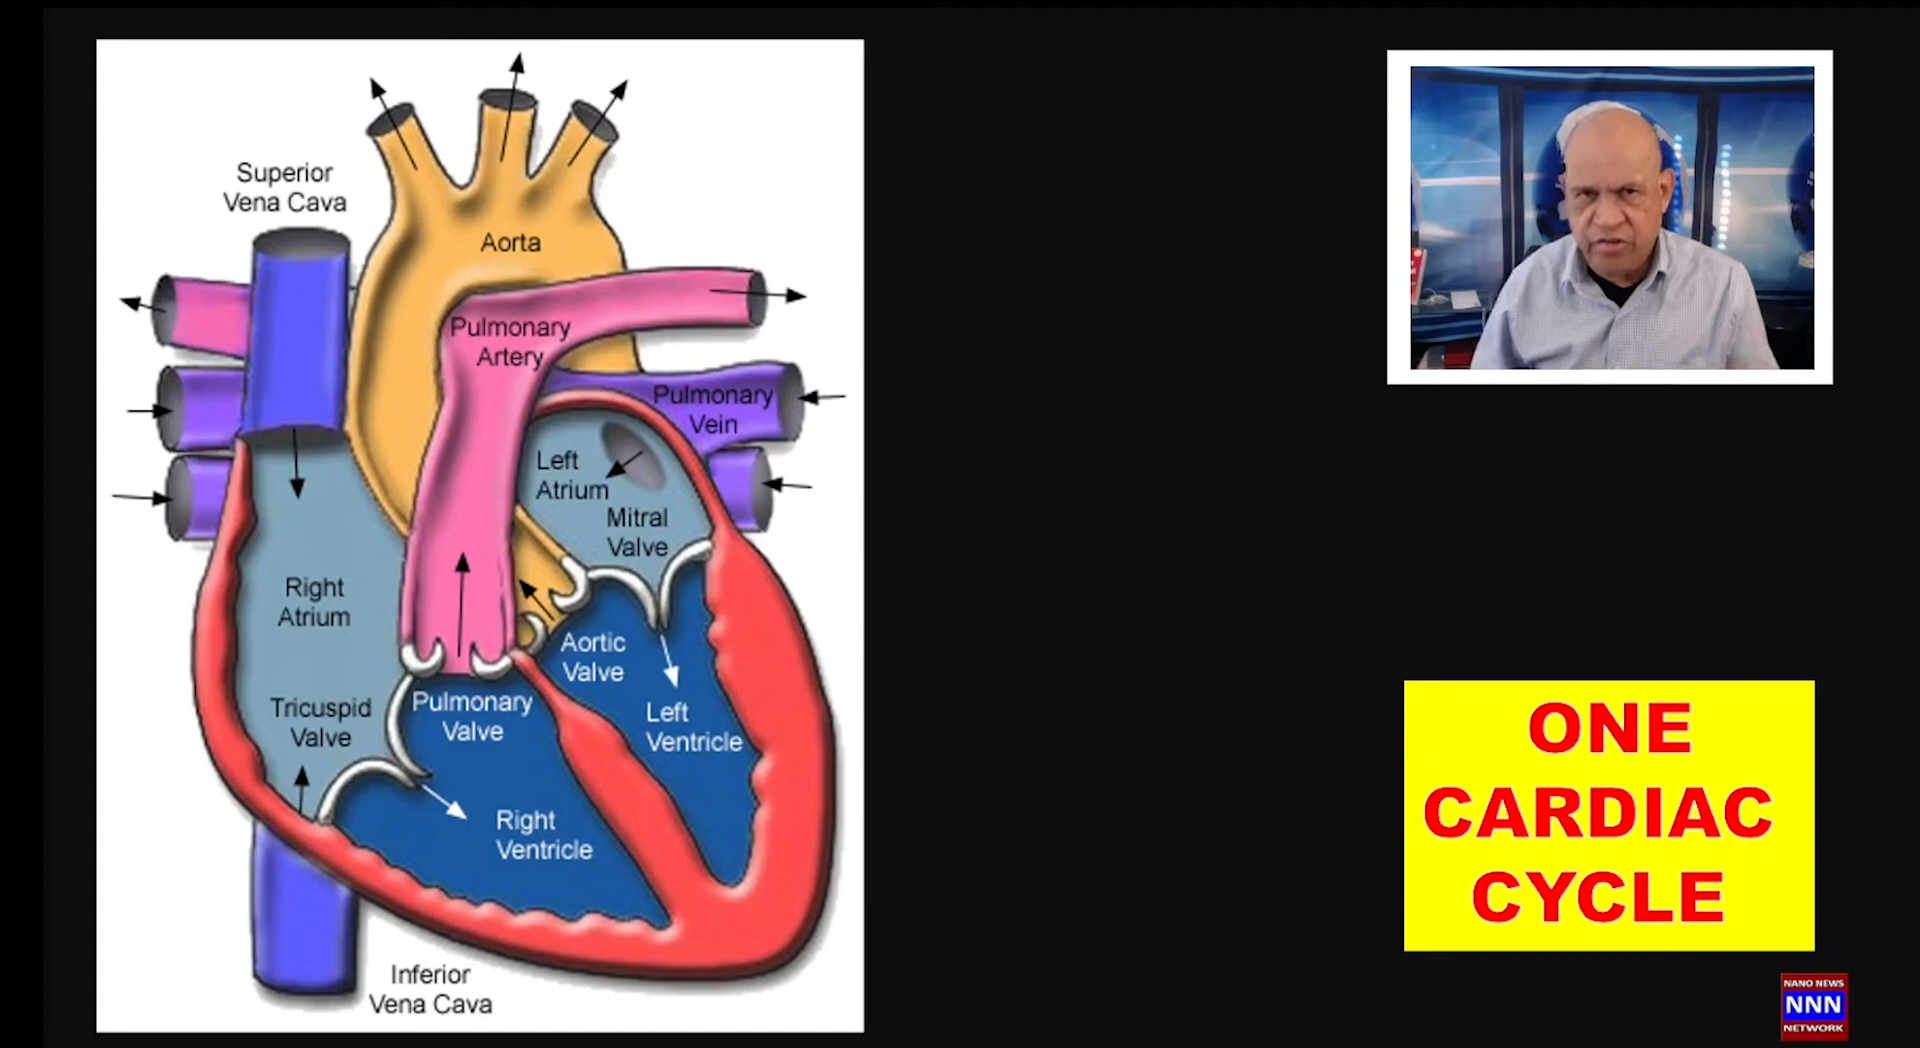 Superior
Vena Cava
Aorta
Pulmonary
Artery
Pulmonary
Vein
Left
Atrium
Mitral
Valve
Right
Atrium
Aortic
Valve
Tricuspid
Valve
Pulmonary
Valve
Left
Ventricle
Right
Ventricle
Inferior
Vena Cava
ONE
CARDIAC
CYCLE
NANO NEWS
NNN
NETWORK